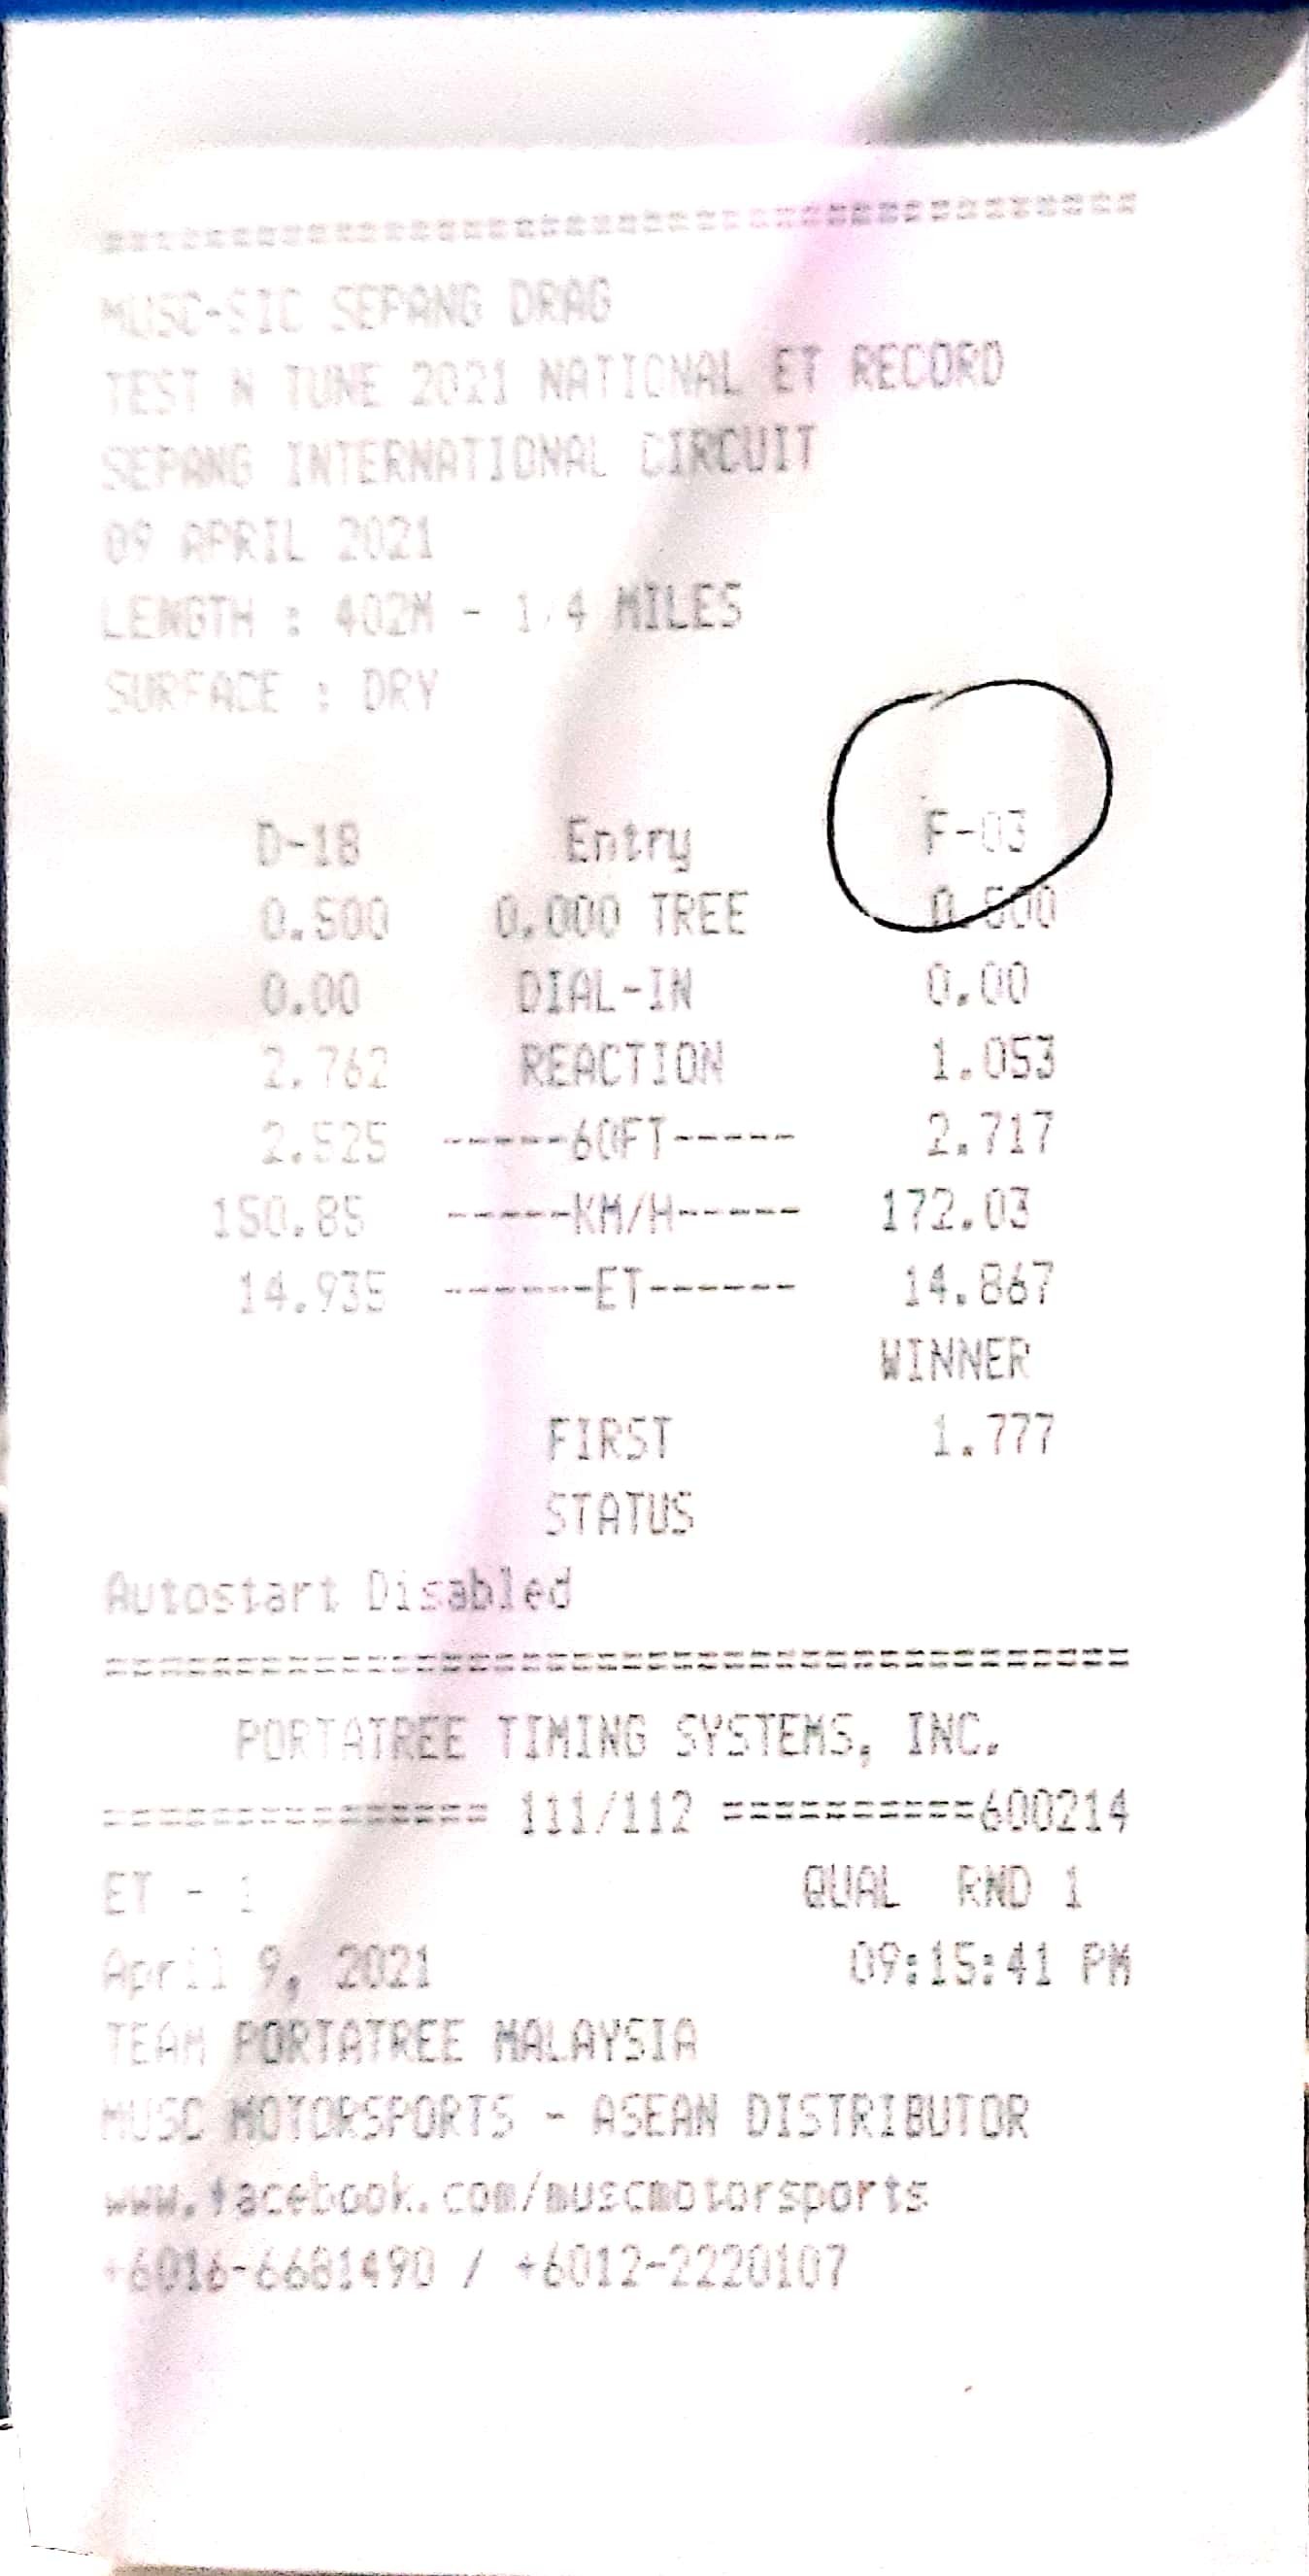 =========================================
MUSC-SIC SEPANG DRAG
TEST N TUNE 2021 NATIONAL ET RECORD
SEPANG INTERNATIONAL CIRCUIT
09 APRIL 2021
LENGTH : 402M - 1/4 MILES
SURFACE : DRY
D-18 Entry F-03
0.500 0.000 TREE 0.500
0.00 DIAL-IN 0.00
2.762 REACTION 1.053
2.525 -----60FT----- 2.717
150.85 -----KM/H----- 172.03
14.935 ------ET------ 14.867
WINNER
FIRST 1.777
STATUS
Autostart Disabled
=========================================
PORTATREE TIMING SYSTEMS, INC.
=============== 111/112 ==========600214
ET - 1 QUAL RND 1
April 9, 2021 09:15:41 PM
TEAM PORTATREE MALAYSIA
MUSC MOTORSPORTS - ASEAN DISTRIBUTOR
www.facebook.com/muscmotorsports
+6016-6681490 / +6012-2220107